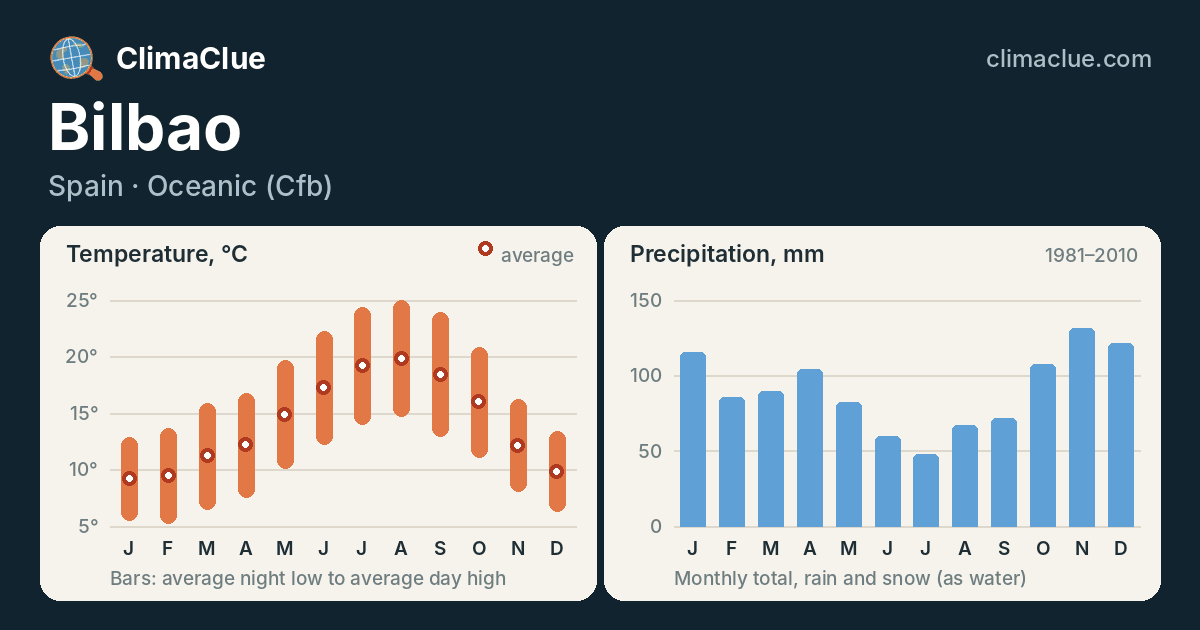 ClimaClue
climaclue.com
Bilbao
Spain · Oceanic (Cfb)
Temperature, °C
average
25°
20°
15°
10°
5°
J F M A M J J A S O N D
Bars: average night low to average day high
Precipitation, mm
1981–2010
150
100
50
0
J F M A M J J A S O N D
Monthly total, rain and snow (as water)